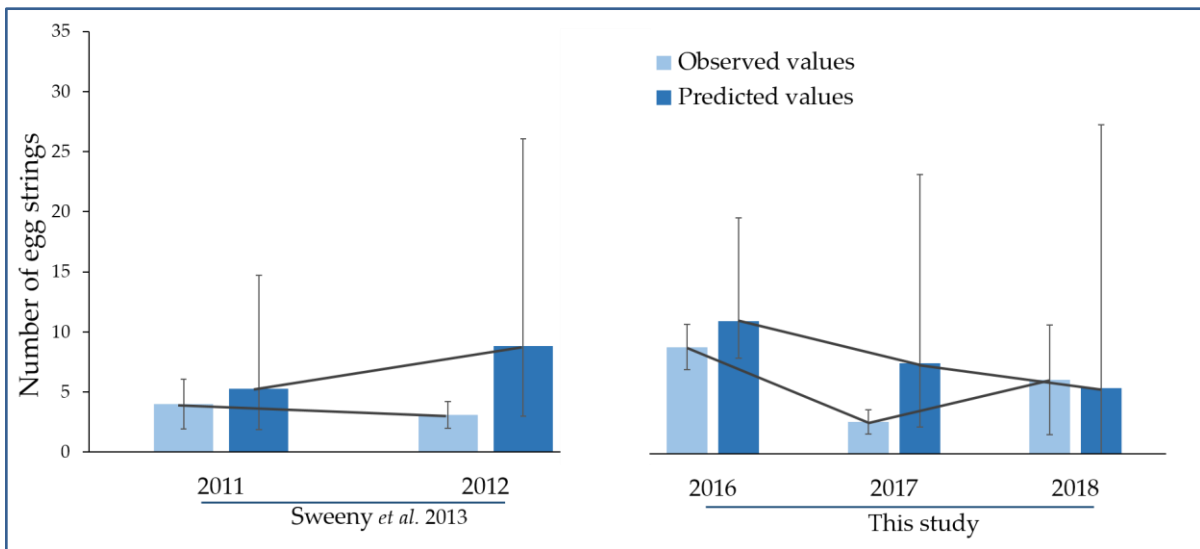 Number of egg strings
35
30
25
20
15
10
5
0
Observed values
Predicted values
2011
2012
Sweeny et al. 2013
2016
2017
2018
This study